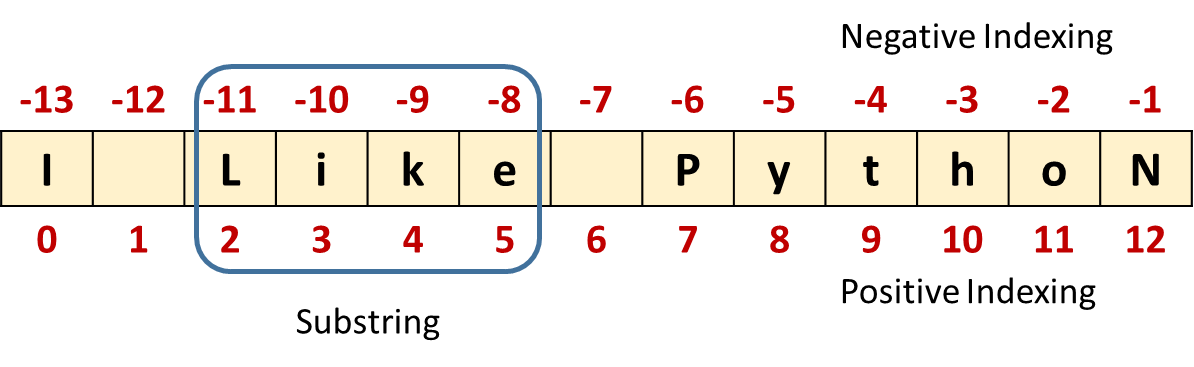 Negative Indexing
-13 -12 -11 -10 -9 -8 -7 -6 -5 -4 -3 -2 -1
I L i k e P y t h o N
0 1 2 3 4 5 6 7 8 9 10 11 12
Positive Indexing
Substring